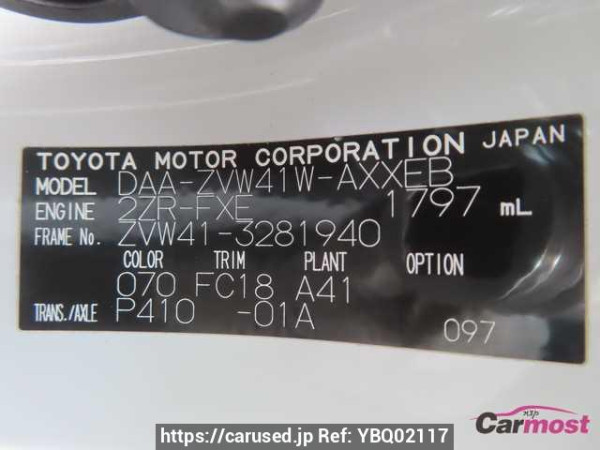 TOYOTA MOTOR CORPORATION JAPAN
MODEL DAA-ZVW41W-AXXEB
ENGINE 2ZR-FXE 1797 mL
FRAME No. ZVW41-3281940
COLOR TRIM PLANT OPTION
070 FC18 A41
TRANS./AXLE P410 -01A
097
Carmost
https://carused.jp Ref: YBQ02117